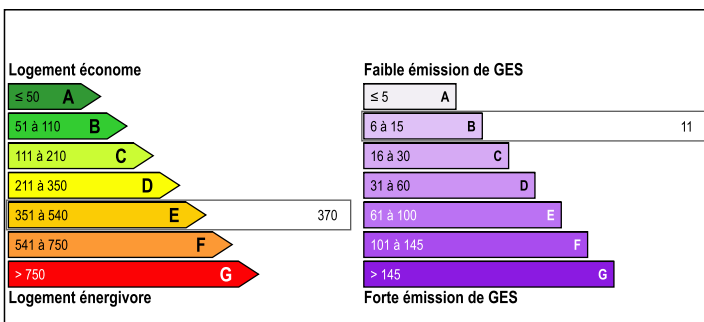 Logement économe
≤ 50 A
51 à 110 B
111 à 210 C
211 à 350 D
351 à 540 E 370
541 à 750 F
> 750 G
Logement énergivore
Faible émission de GES
≤ 5 A
6 à 15 B 11
16 à 30 C
31 à 60 D
61 à 100 E
101 à 145 F
> 145 G
Forte émission de GES